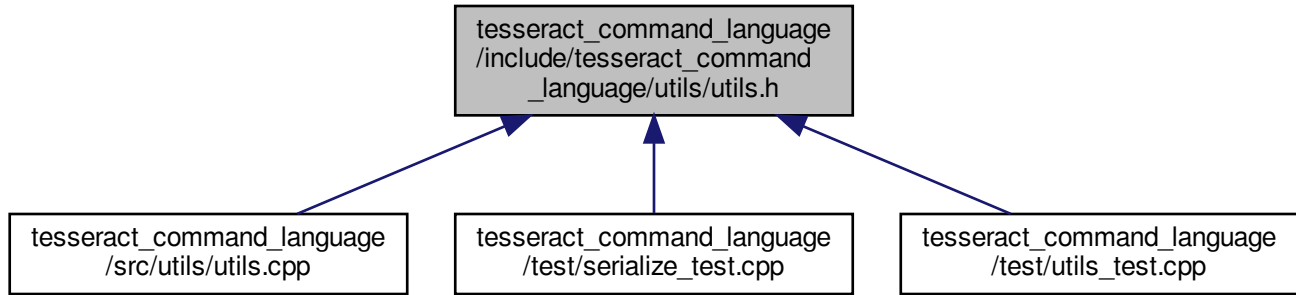 tesseract_command_language
/include/tesseract_command
_language/utils/utils.h
tesseract_command_language
/src/utils/utils.cpp
tesseract_command_language
/test/serialize_test.cpp
tesseract_command_language
/test/utils_test.cpp